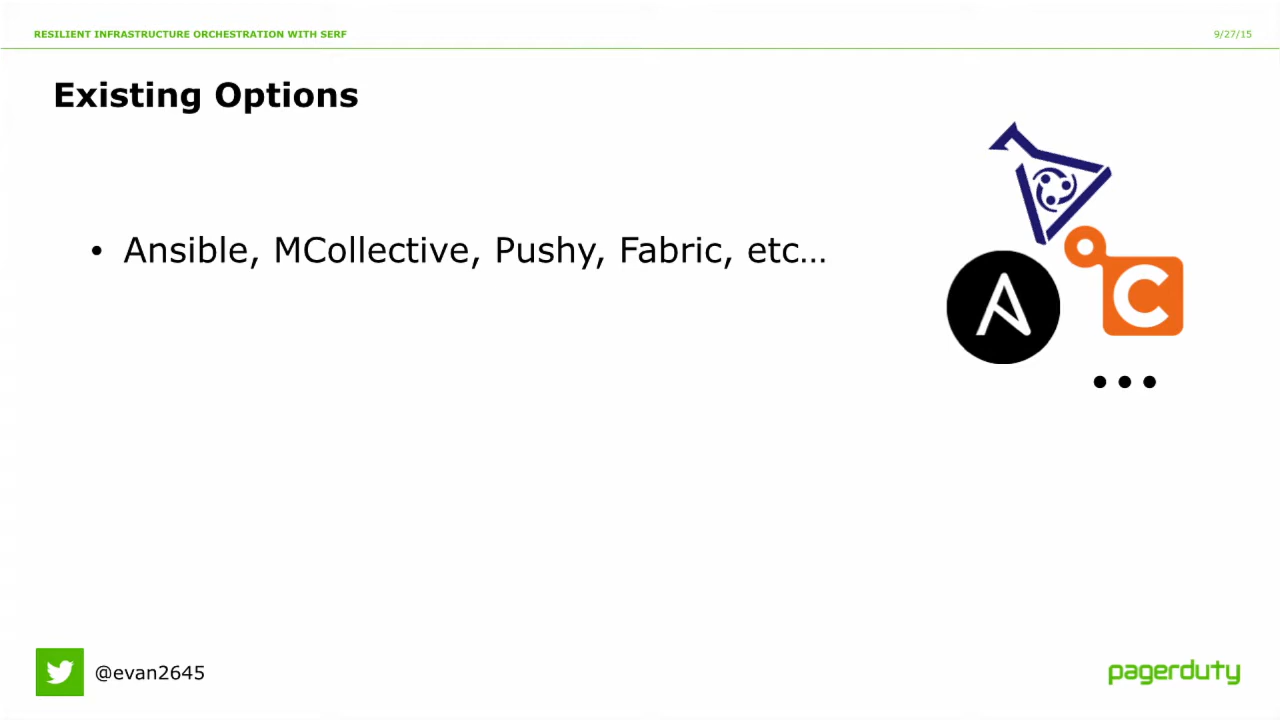 RESILIENT INFRASTRUCTURE ORCHESTRATION WITH SERF
9/27/15
Existing Options
• Ansible, MCollective, Pushy, Fabric, etc…
A
C
...
@evan2645
pagerduty